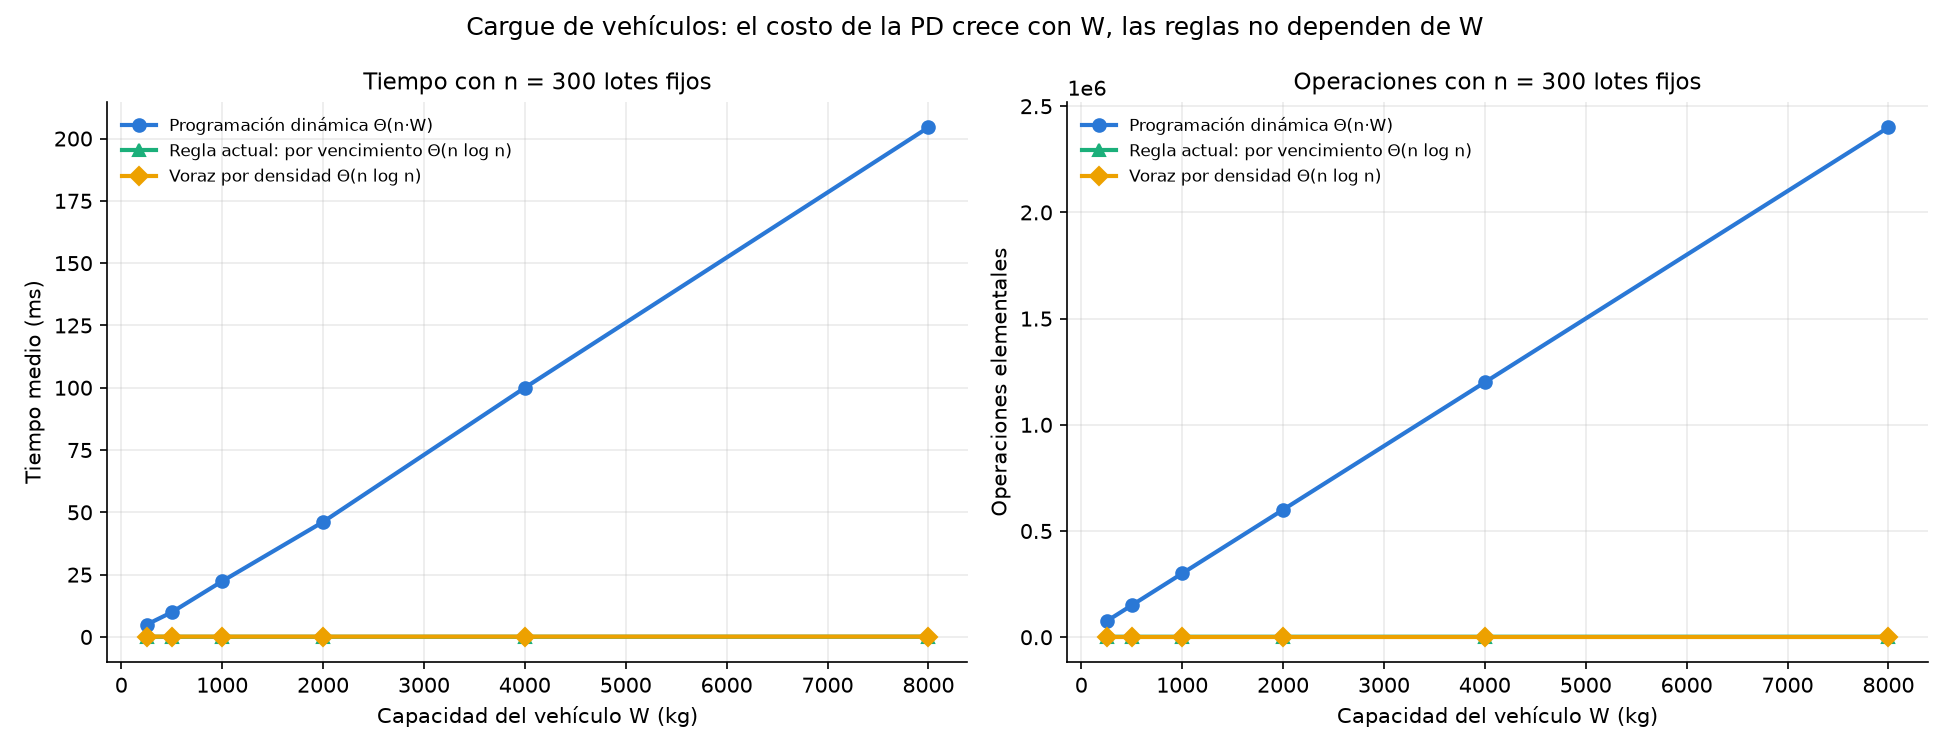 Cargue de vehículos: el costo de la PD crece con W, las reglas no dependen de W
Tiempo con n = 300 lotes fijos
Programación dinámica Θ(n·W)
Regla actual: por vencimiento Θ(n log n)
Voraz por densidad Θ(n log n)
Tiempo medio (ms)
200
175
150
125
100
75
50
25
0
0 1000 2000 3000 4000 5000 6000 7000 8000
Capacidad del vehículo W (kg)
Operaciones con n = 300 lotes fijos
1e6
Programación dinámica Θ(n·W)
Regla actual: por vencimiento Θ(n log n)
Voraz por densidad Θ(n log n)
Operaciones elementales
2.5
2.0
1.5
1.0
0.5
0.0
0 1000 2000 3000 4000 5000 6000 7000 8000
Capacidad del vehículo W (kg)